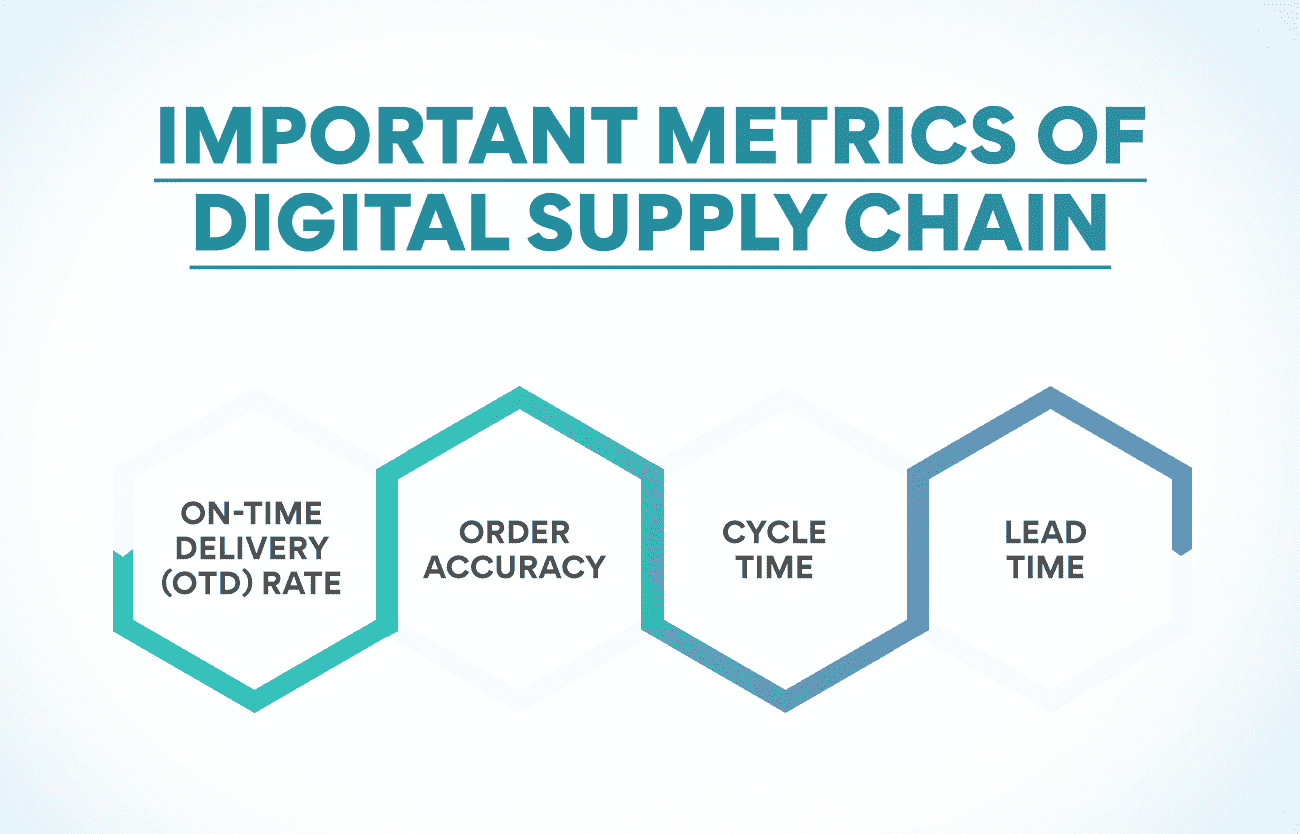 IMPORTANT METRICS OF
DIGITAL SUPPLY CHAIN
ON-TIME
DELIVERY
(OTD) RATE
ORDER
ACCURACY
CYCLE
TIME
LEAD
TIME